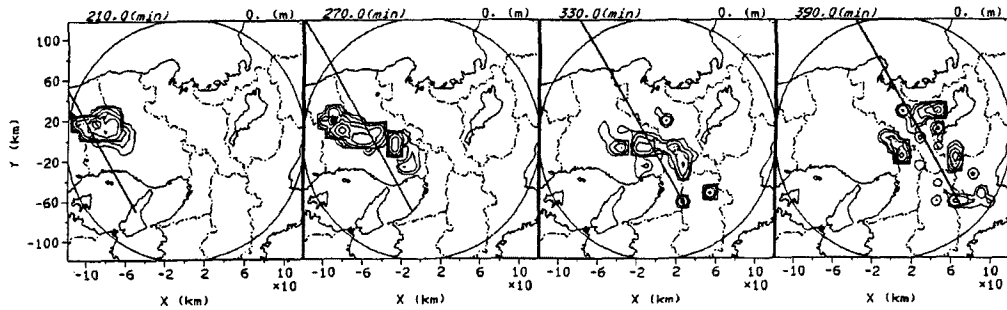 210.0(min) 0. (m) 270.0(min) 0. (m) 330.0(min) 0. (m) 390.0(min) 0. (m)
100
60
20
-20
-60
-100
Y (km)
-10 -6 -2 2 6 10 -10 -6 -2 2 6 10 -10 -6 -2 2 6 10 -10 -6 -2 2 6 10
×10 ×10 ×10 ×10
X (km) X (km) X (km) X (km)